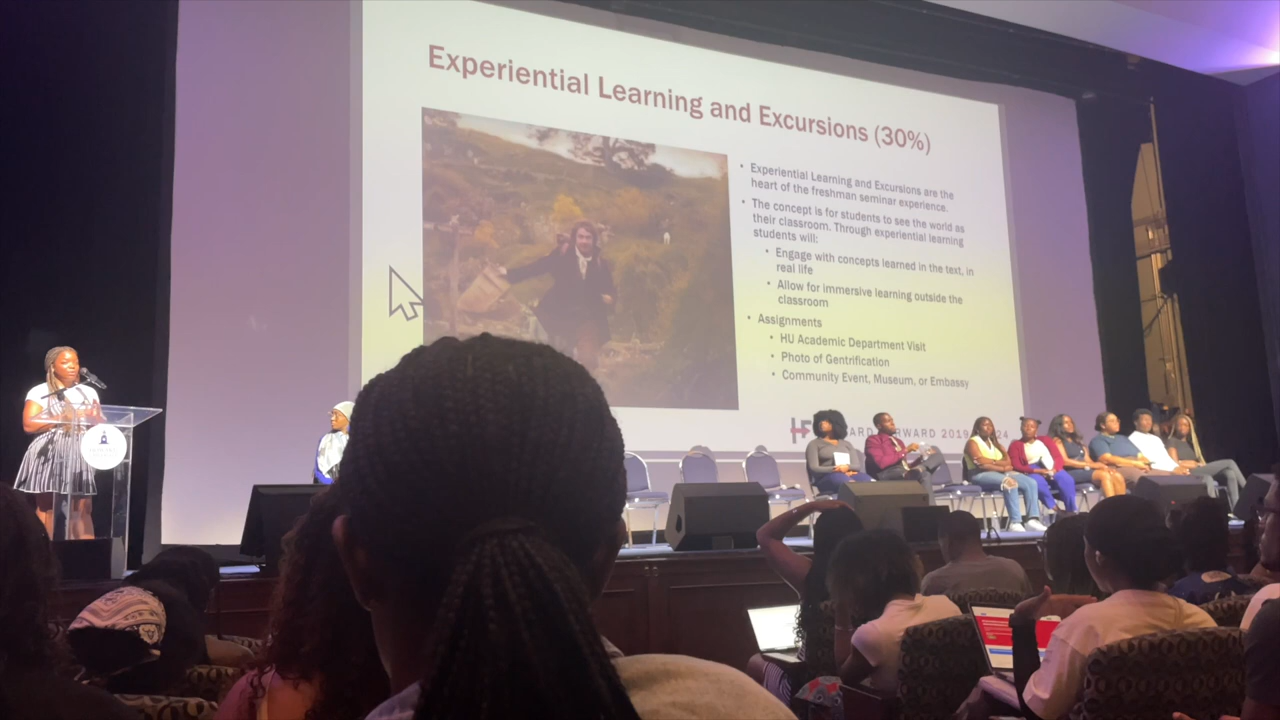 Experiential Learning and Excursions (30%)
• Experiential Learning and Excursions are the
heart of the freshman seminar experience.
• The concept is for students to see the world as
their classroom. Through experiential learning
students will:
• Engage with concepts learned in the text, in
real life
• Allow for immersive learning outside the
classroom
• Assignments
• HU Academic Department Visit
• Photo of Gentrification
• Community Event, Museum, or Embassy